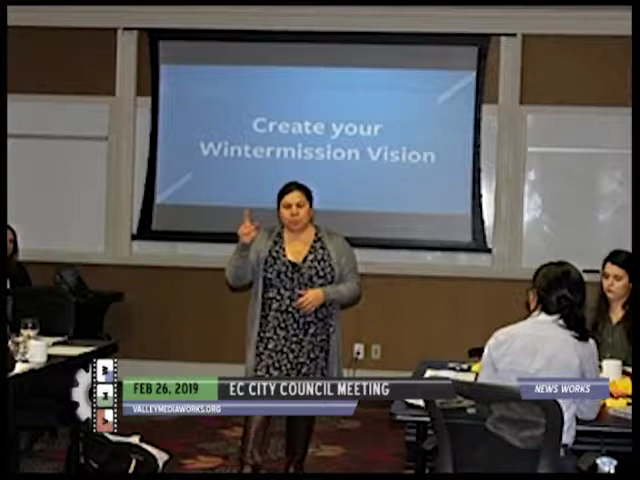 Create your
Wintermission Vision
FEB 26, 2019
EC CITY COUNCIL MEETING
NEWS WORKS
VALLEYMEDIAWORKS.ORG